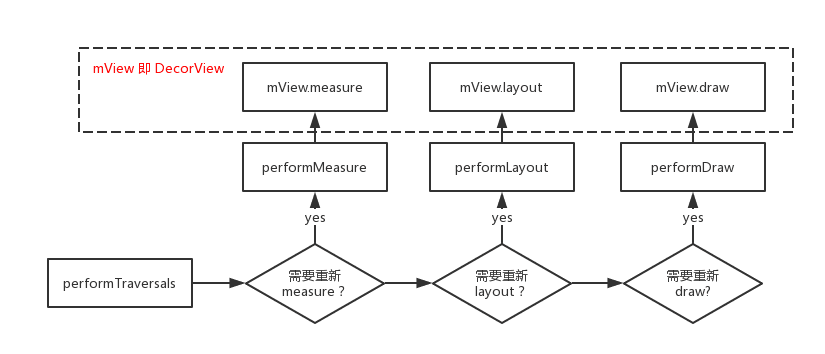 mView 即 DecorView
mView.measure
mView.layout
mView.draw
performMeasure
performLayout
performDraw
yes
yes
yes
performTraversals
需要重新
measure ?
需要重新
layout ?
需要重新
draw?